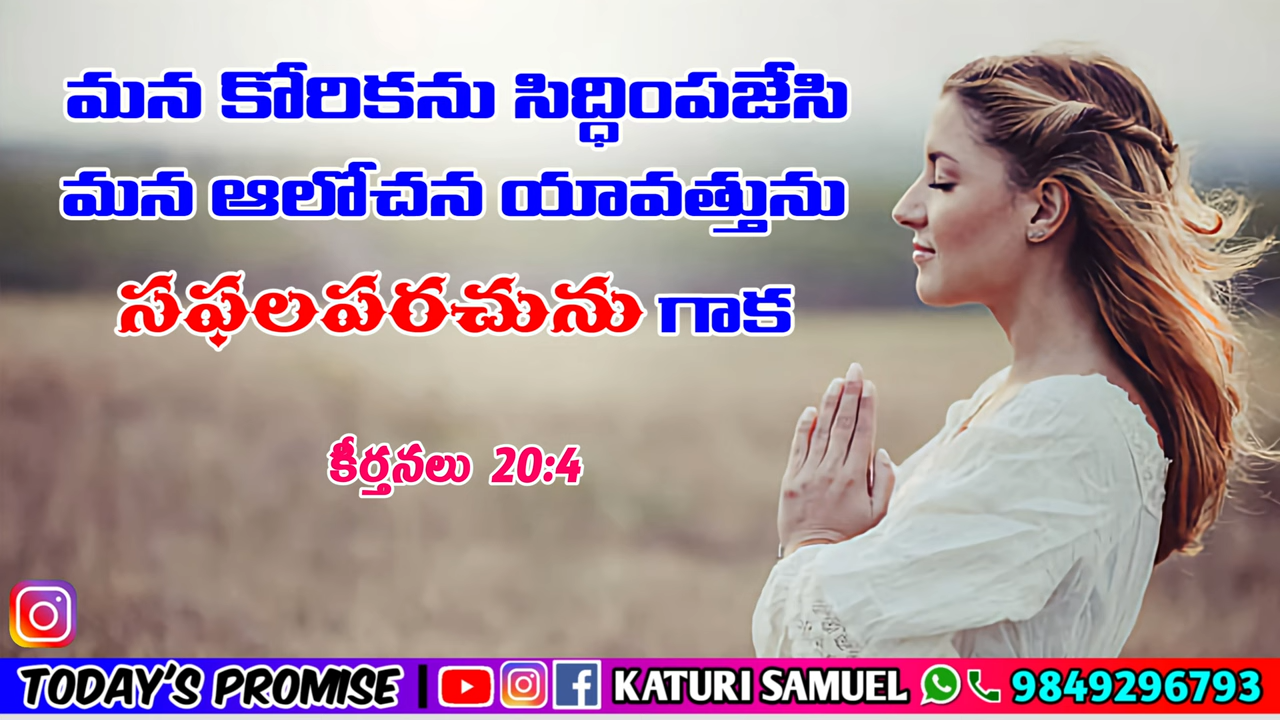 మన కోరికను సిద్ధింపజేసి
మన ఆలోచన యావత్తును
సఫలపరచును గాక
కీర్తనలు 20:4
TODAY'S PROMISE | KATURI SAMUEL 9849296793